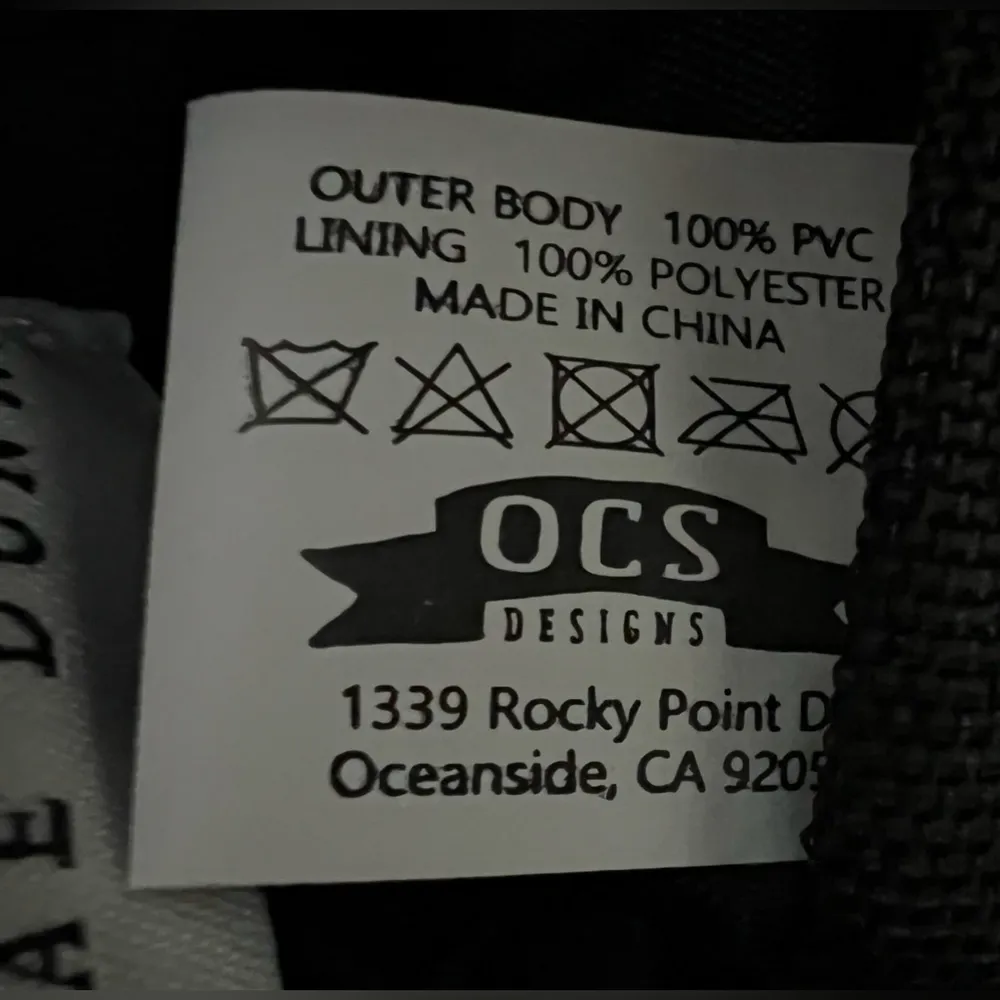 OUTER BODY 100% PVC
LINING 100% POLYESTER
MADE IN CHINA
OCS
DESIGNS
1339 Rocky Point
Oceanside, CA